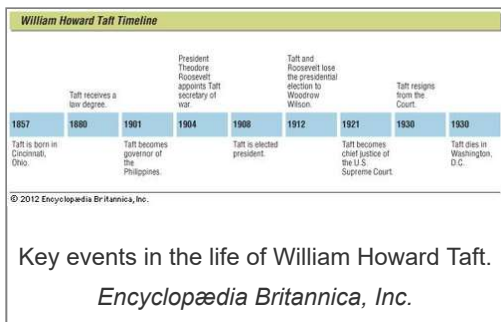 William Howard Taft Timeline
Taft receives a
law degree.
President
Theodore
Roosevelt
appoints Taft
secretary of
war.
Taft and
Roosevelt lose
the presidential
election to
Woodrow
Wilson.
Taft resigns
from the
Court.
1857 1880 1901 1904 1908 1912 1921 1930 1930
Taft is born in
Cincinnati,
Ohio.
Taft becomes
governor of
the
Philippines.
Taft is elected
president.
Taft becomes
chief justice of
the U.S.
Supreme Court.
Taft dies in
Washington,
D.C.
© 2012 Encyclopædia Britannica, Inc.
Key events in the life of William Howard Taft.
Encyclopædia Britannica, Inc.